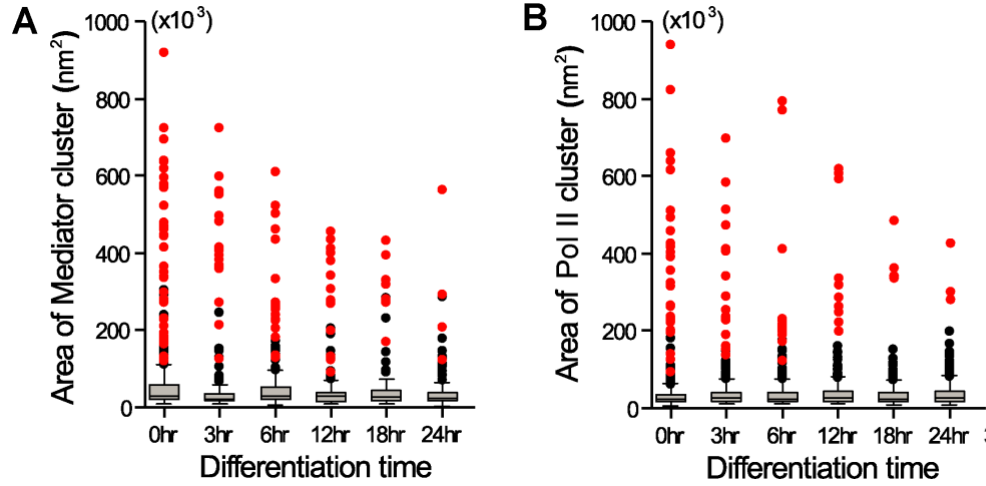 A
(x10³)
Area of Mediator cluster (nm²)
1000
800
600
400
200
0
0hr 3hr 6hr 12hr 18hr 24hr
Differentiation time
B
(x10³)
Area of Pol II cluster (nm²)
1000
800
600
400
200
0
0hr 3hr 6hr 12hr 18hr 24hr
Differentiation time